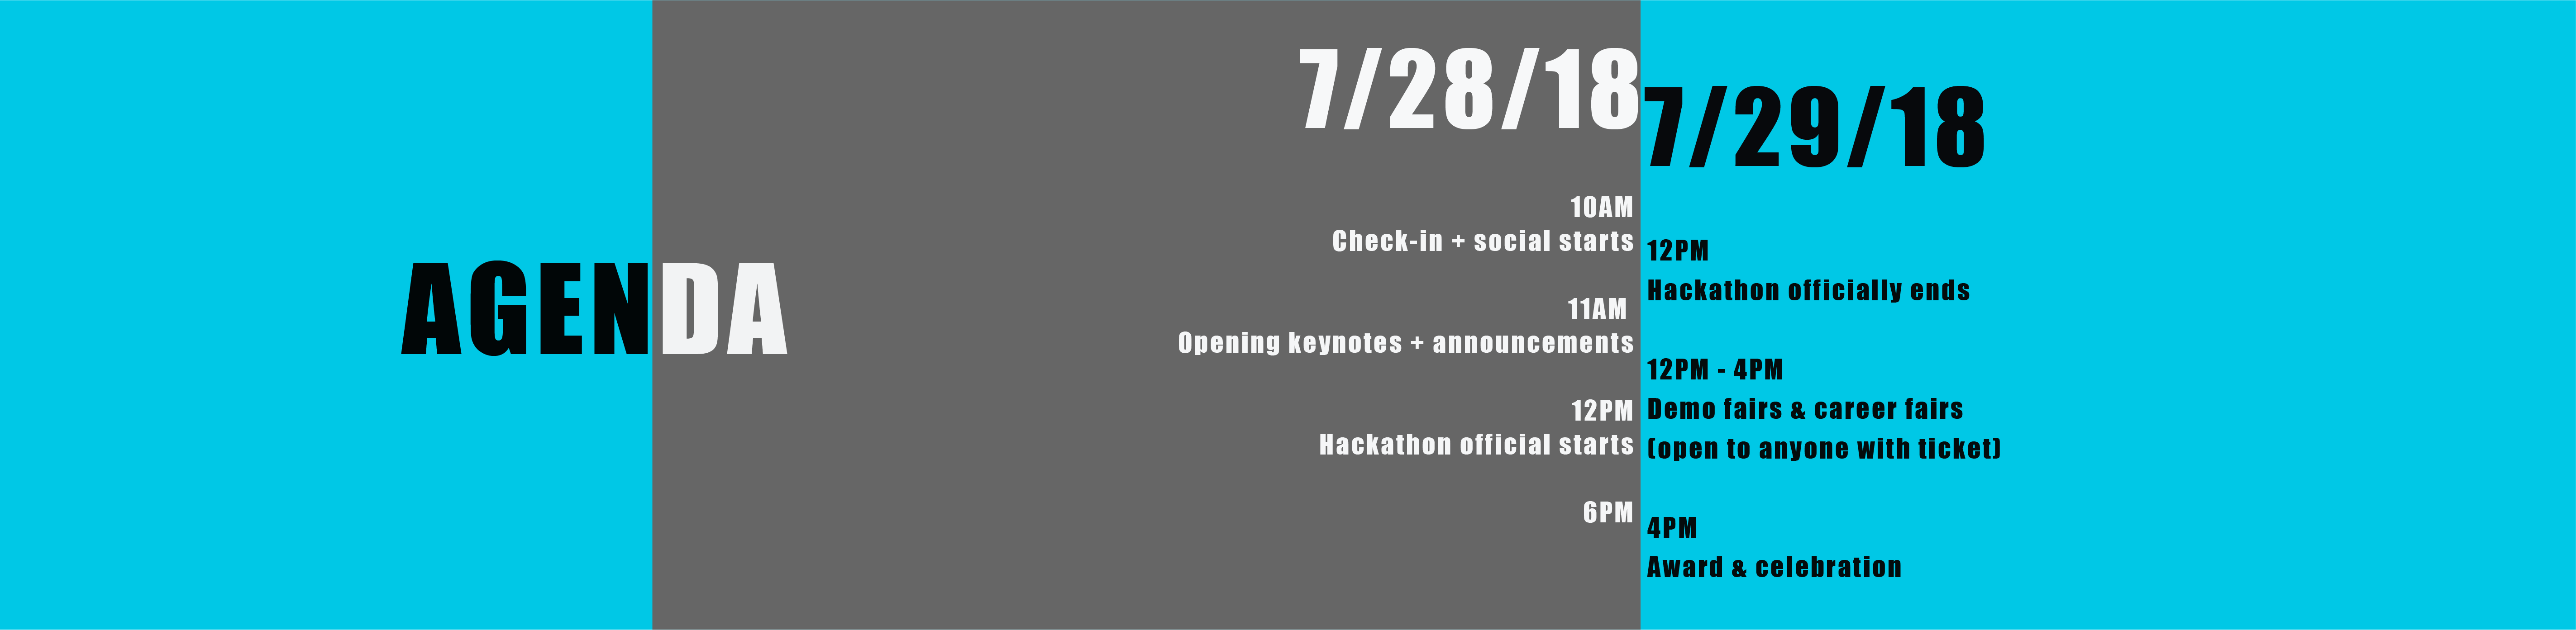 AGENDA
7/28/18
10AM
Check-in + social starts
11AM
Opening keynotes + announcements
12PM
Hackathon official starts
6PM
7/29/18
12PM
Hackathon officially ends
12PM - 4PM
Demo fairs & career fairs
(open to anyone with ticket)
4PM
Award & celebration